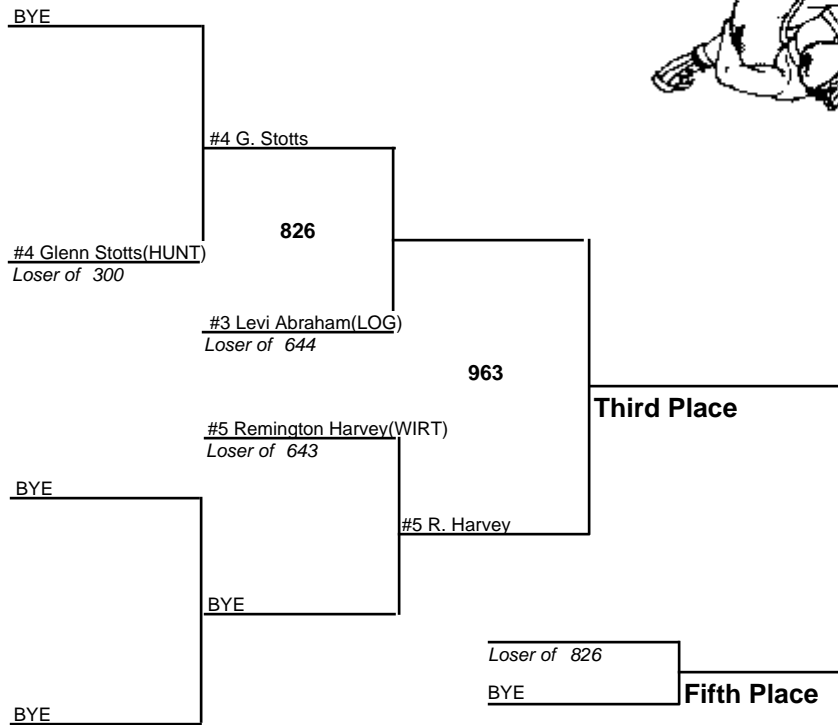 BYE
#4 G. Stotts
826
#4 Glenn Stotts(HUNT)
Loser of 300
#3 Levi Abraham(LOG)
Loser of 644
963
Third Place
#5 Remington Harvey(WIRT)
Loser of 643
BYE
#5 R. Harvey
BYE
Loser of 826
BYE
Fifth Place
BYE